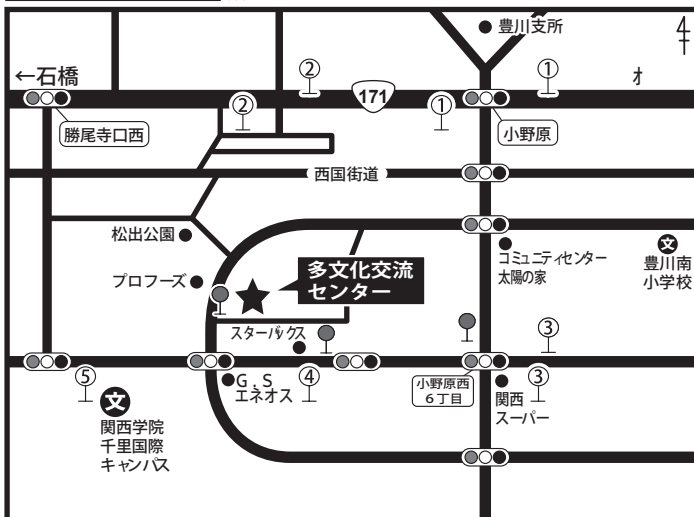 豊川支所
4
←石橋
②
①
オ
171
②
①
勝尾寺口西
小野原
西国街道
松出公園
コミュニティセンター
太陽の家
文
豊川南
小学校
プロフーズ
多文化交流
センター
スターバックス
③
⑤
④
③
G.S
エネオス
小野原西
6丁目
文
関西
スーパー
関西学院
千里国際
キャンパス